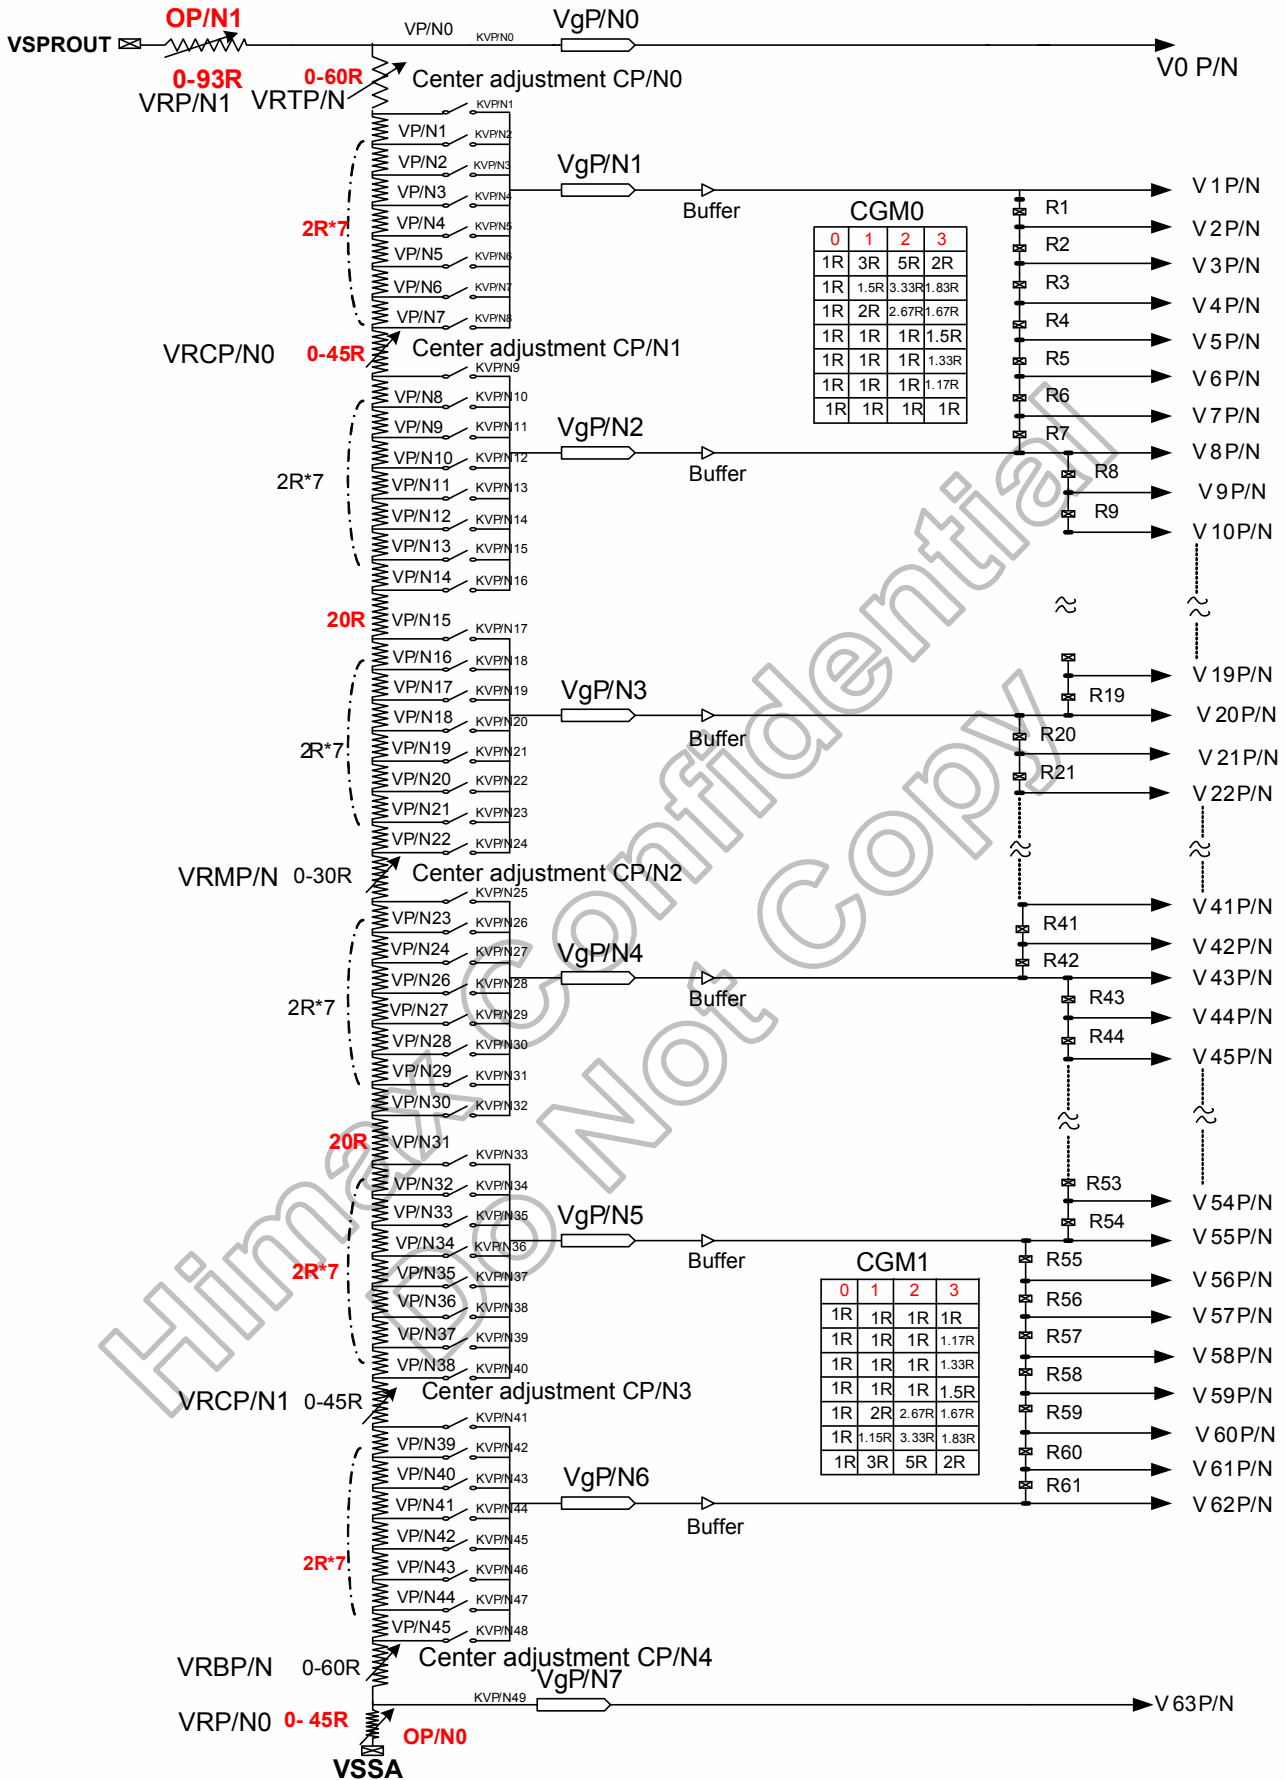 OP/N1
VSPROUT
VP/N0
KVP/N0
VgP/N0
V0 P/N
0-93R
VRP/N1
0-60R
VRTP/N
Center adjustment CP/N0
KVP/N1
VP/N1
KVP/N2
VP/N2
KVP/N3
VP/N3
KVP/N4
VP/N4
KVP/N5
VP/N5
KVP/N6
VP/N6
KVP/N7
VP/N7
KVP/N8
2R*7
VgP/N1
Buffer
CGM0
0 1 2 3
1R 3R 5R 2R
1R 1.5R 3.33R 1.83R
1R 2R 2.67R 1.67R
1R 1R 1R 1.5R
1R 1R 1R 1.33R
1R 1R 1R 1.17R
1R 1R 1R 1R
V1P/N
R1
V2P/N
R2
V3P/N
R3
V4P/N
R4
V5P/N
R5
V6P/N
R6
V7P/N
R7
V8P/N
R8
V9P/N
R9
V10P/N
VRCP/N0
0-45R
Center adjustment CP/N1
KVP/N9
VP/N8
KVP/N10
VP/N9
KVP/N11
VP/N10
KVP/N12
VP/N11
KVP/N13
VP/N12
KVP/N14
VP/N13
KVP/N15
VP/N14
KVP/N16
2R*7
VgP/N2
Buffer
20R
VP/N15
KVP/N17
VP/N16
KVP/N18
VP/N17
KVP/N19
VP/N18
KVP/N20
VP/N19
KVP/N21
VP/N20
KVP/N22
VP/N21
KVP/N23
VP/N22
KVP/N24
2R*7
VgP/N3
Buffer
V19P/N
R19
V20P/N
R20
V21P/N
R21
V22P/N
VRMP/N
0-30R
Center adjustment CP/N2
KVP/N25
VP/N23
KVP/N26
VP/N24
KVP/N27
VP/N26
KVP/N28
VP/N27
KVP/N29
VP/N28
KVP/N30
VP/N29
KVP/N31
VP/N30
KVP/N32
2R*7
VgP/N4
Buffer
V41P/N
R41
V42P/N
R42
V43P/N
R43
V44P/N
R44
V45P/N
20R
VP/N31
KVP/N33
VP/N32
KVP/N34
VP/N33
KVP/N35
VP/N34
KVP/N36
VP/N35
KVP/N37
VP/N36
KVP/N38
VP/N37
KVP/N39
VP/N38
KVP/N40
2R*7
VgP/N5
Buffer
R53
V54P/N
R54
V55P/N
R55
V56P/N
R56
V57P/N
R57
V58P/N
R58
V59P/N
R59
V60P/N
R60
V61P/N
R61
V62P/N
CGM1
0 1 2 3
1R 1R 1R 1R
1R 1R 1R 1.17R
1R 1R 1R 1.33R
1R 1R 1R 1.5R
1R 2R 2.67R 1.67R
1R 1.15R 3.33R 1.83R
1R 3R 5R 2R
VRCP/N1
0-45R
Center adjustment CP/N3
KVP/N41
VP/N39
KVP/N42
VP/N40
KVP/N43
VP/N41
KVP/N44
VP/N42
KVP/N45
VP/N43
KVP/N46
VP/N44
KVP/N47
VP/N45
KVP/N48
2R*7
VgP/N6
Buffer
VRBP/N
0-60R
Center adjustment CP/N4
KVP/N49
VgP/N7
V63P/N
VRP/N0
0- 45R
OP/N0
VSSA
Himax Confidential
Do Not Copy